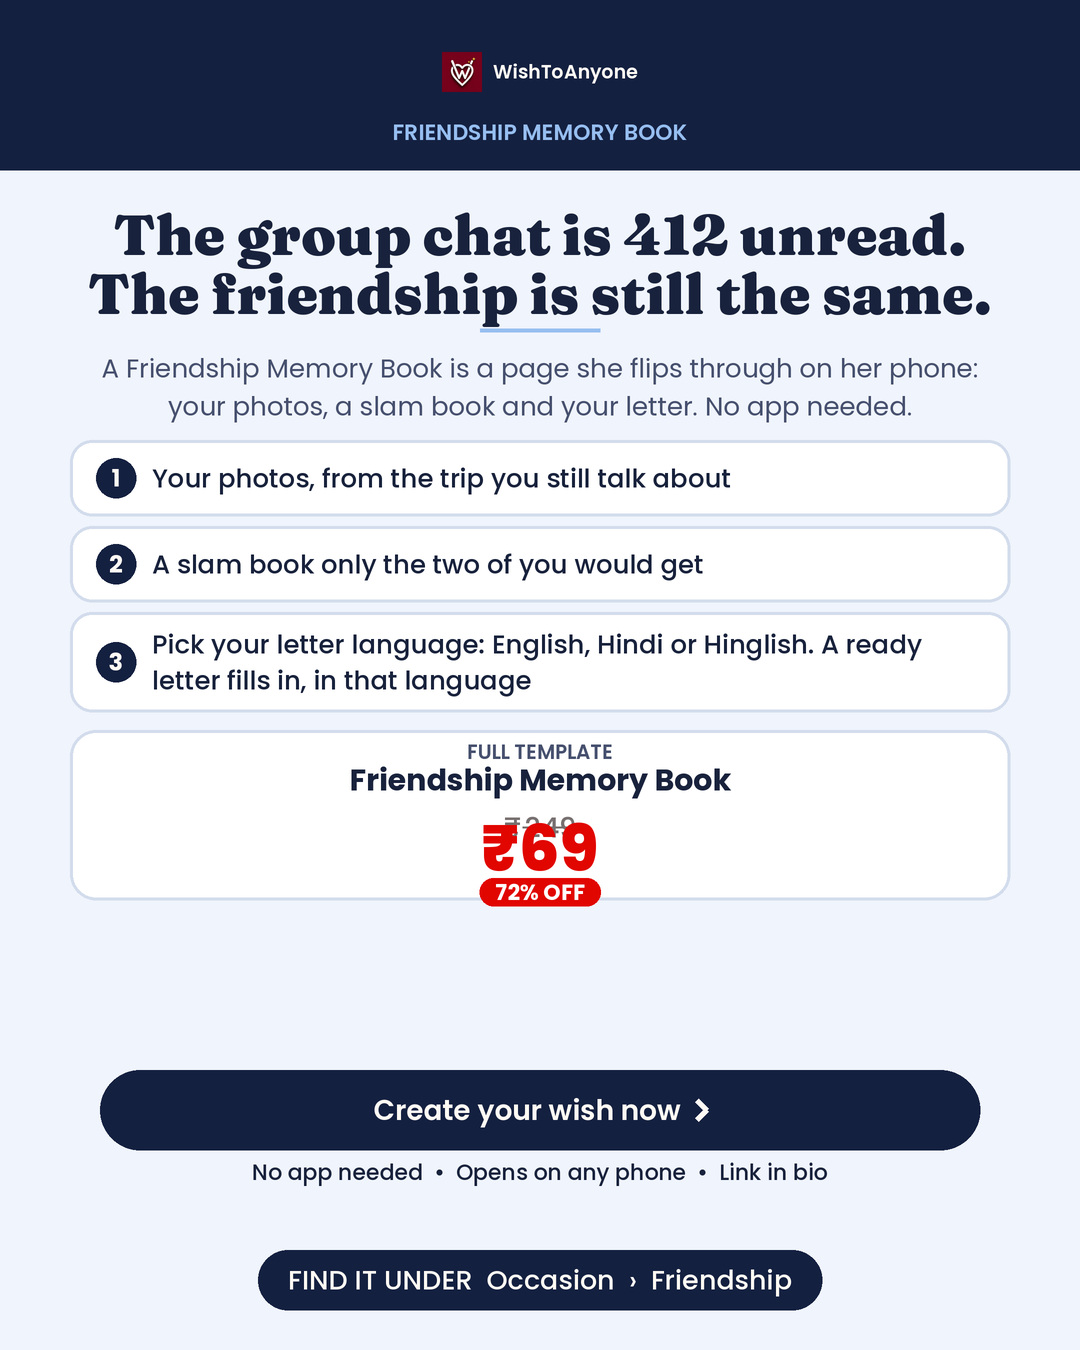 WishToAnyone
FRIENDSHIP MEMORY BOOK
The group chat is 412 unread.
The friendship is still the same.
A Friendship Memory Book is a page she flips through on her phone:
your photos, a slam book and your letter. No app needed.
1 Your photos, from the trip you still talk about
2 A slam book only the two of you would get
3 Pick your letter language: English, Hindi or Hinglish. A ready
letter fills in, in that language
FULL TEMPLATE
Friendship Memory Book
₹249
₹69
72% OFF
Create your wish now
No app needed • Opens on any phone • Link in bio
FIND IT UNDER Occasion › Friendship